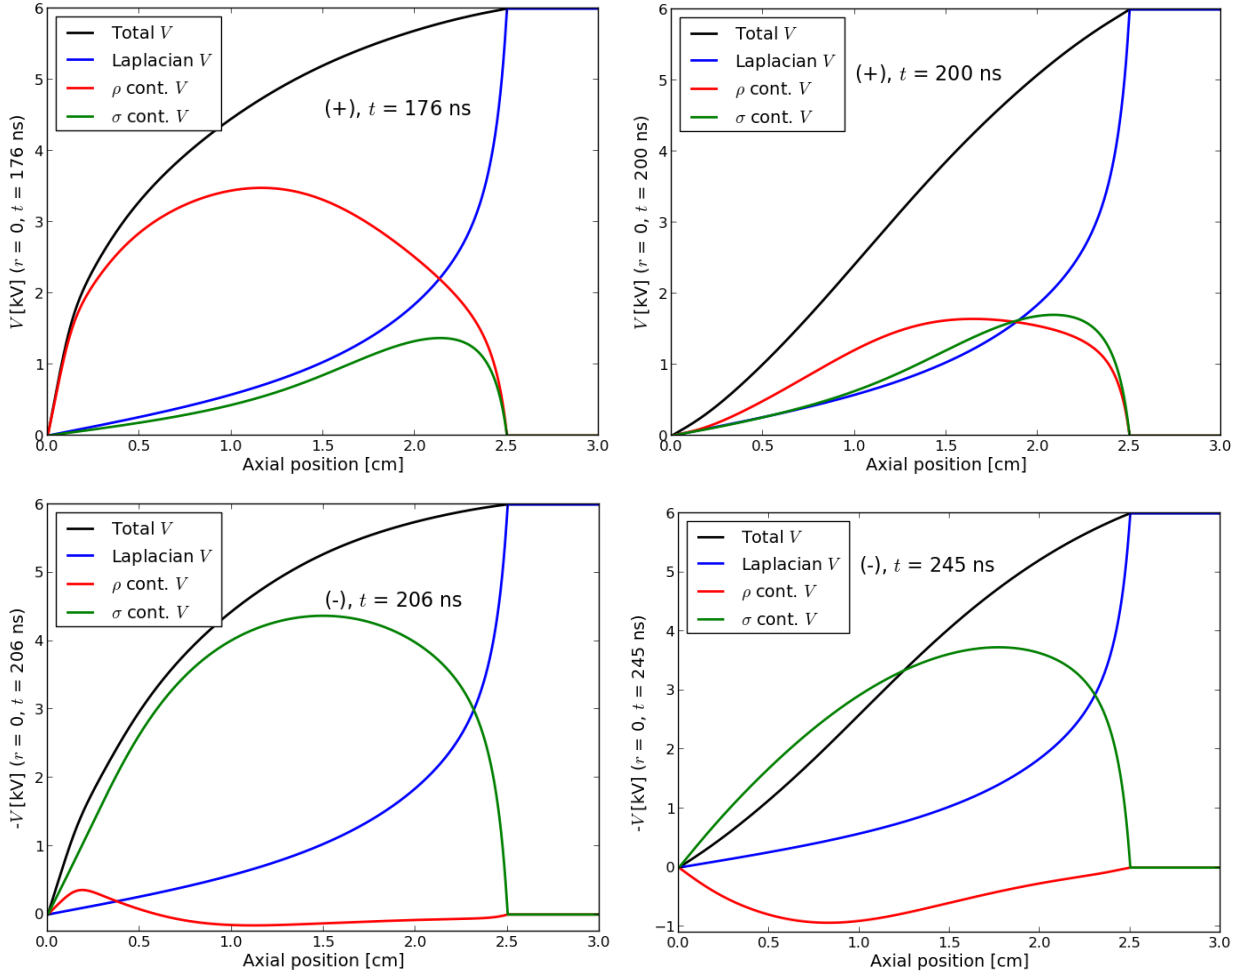 6
5
4
3
2
1
0
V [kV] (r = 0, t = 176 ns)
Total V
Laplacian V
ρ cont. V
σ cont. V
(+), t = 176 ns
0.0 0.5 1.0 1.5 2.0 2.5 3.0
Axial position [cm]
6
5
4
3
2
1
0
V [kV] (r = 0, t = 200 ns)
Total V
Laplacian V
ρ cont. V
σ cont. V
(+), t = 200 ns
0.0 0.5 1.0 1.5 2.0 2.5 3.0
Axial position [cm]
6
5
4
3
2
1
0
-V [kV] (r = 0, t = 206 ns)
Total V
Laplacian V
ρ cont. V
σ cont. V
(-), t = 206 ns
0.0 0.5 1.0 1.5 2.0 2.5 3.0
Axial position [cm]
6
5
4
3
2
1
0
−1
-V [kV] (r = 0, t = 245 ns)
Total V
Laplacian V
ρ cont. V
σ cont. V
(-), t = 245 ns
0.0 0.5 1.0 1.5 2.0 2.5 3.0
Axial position [cm]